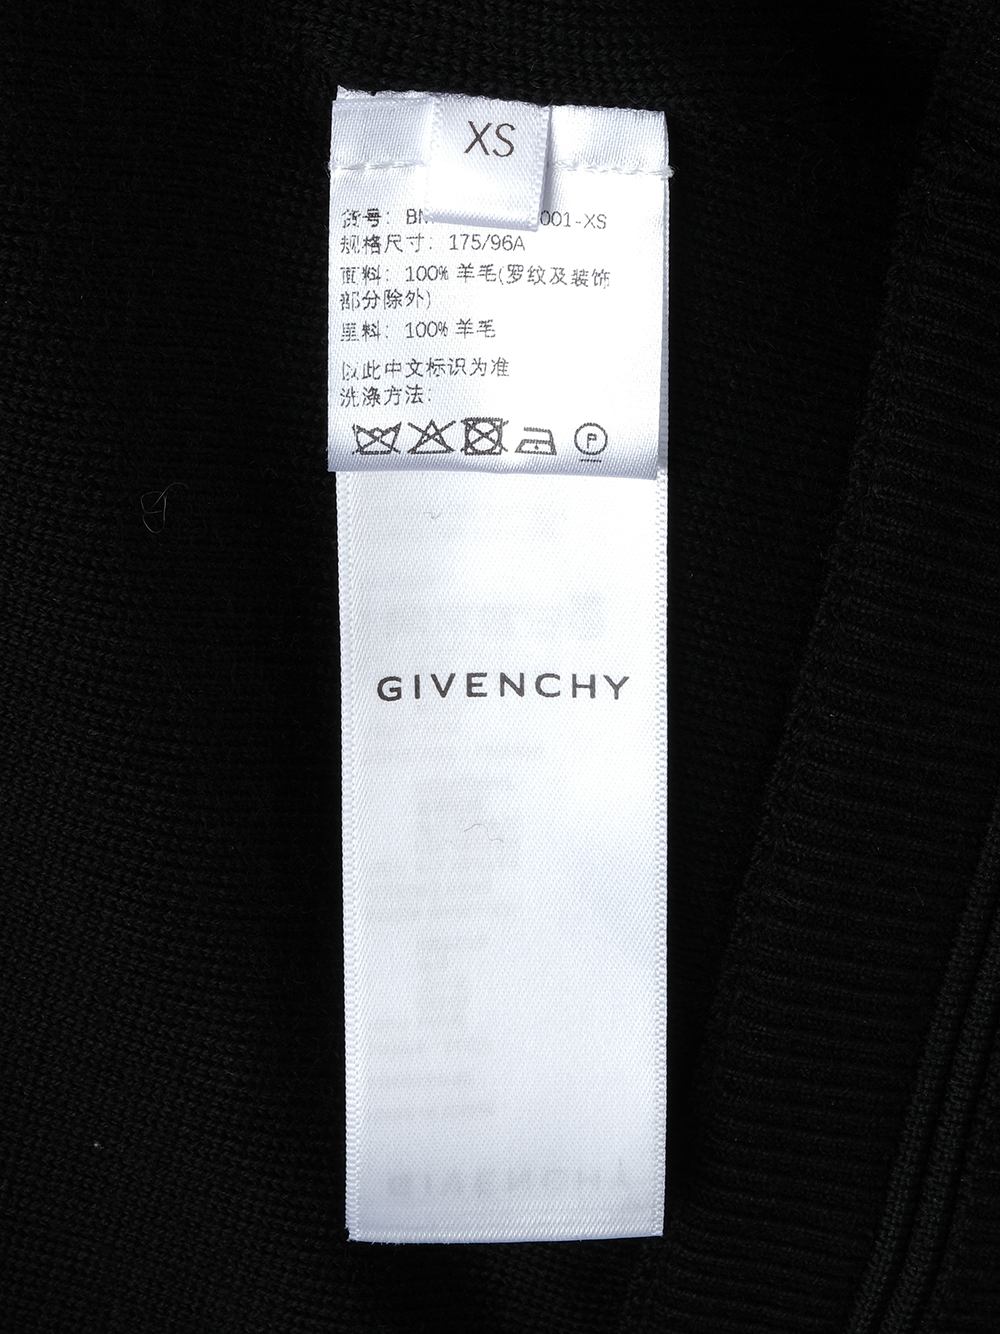 XS
货号: BM 001-XS
规格尺寸: 175/96A
面料: 100% 羊毛(罗纹及装饰
部分除外)
里料: 100% 羊毛
以此中文标识为准
洗涤方法:
P
GIVENCHY
GIVENCHY